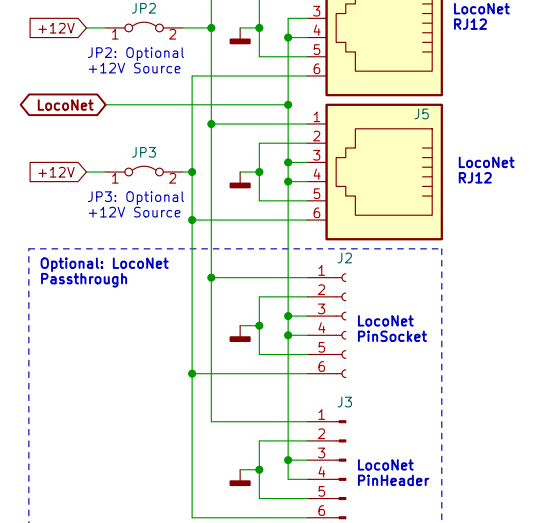 JP2
+12V
1
2
JP2: Optional
+12V Source
3
4
5
6
LocoNet
RJ12
LocoNet
J5
1
2
3
4
5
6
LocoNet
RJ12
JP3
+12V
1
2
JP3: Optional
+12V Source
Optional: LocoNet
Passthrough
J2
1
2
3
4
5
6
LocoNet
PinSocket
J3
1
2
3
4
5
6
LocoNet
PinHeader